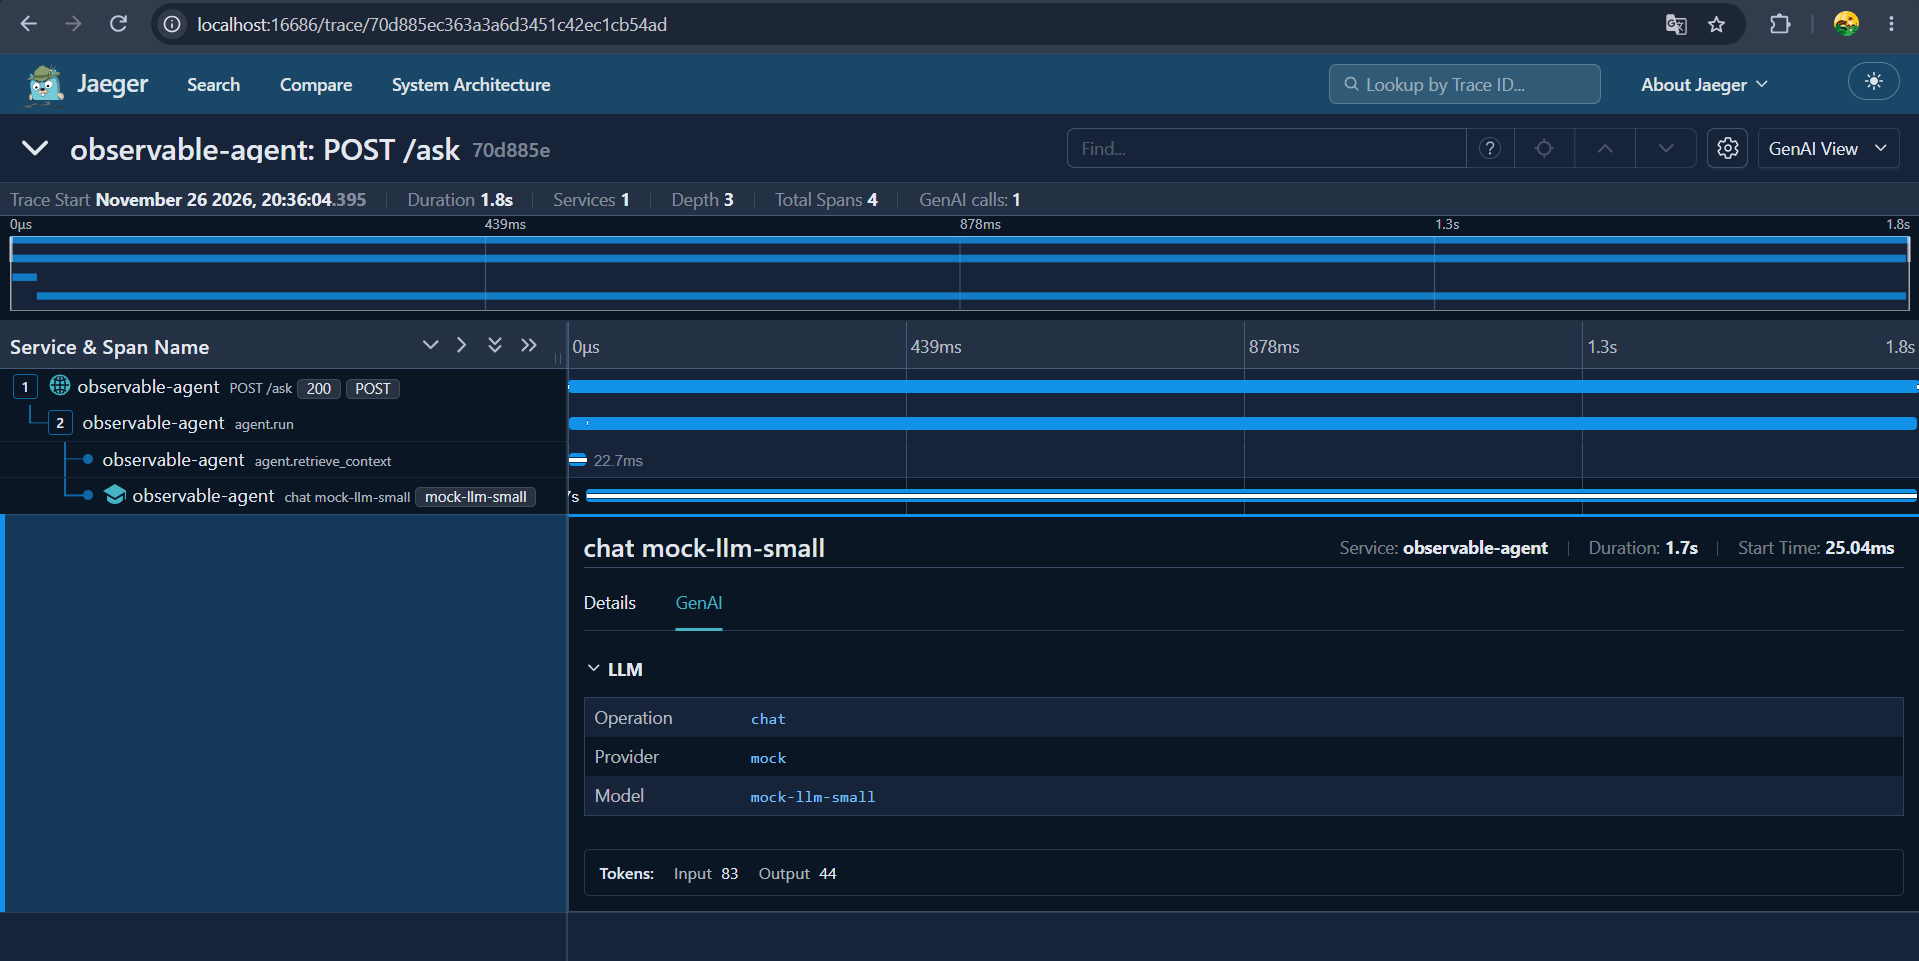 localhost:16686/trace/70d885ec363a3a6d3451c42ec1cb54ad
Jaeger Search Compare System Architecture Lookup by Trace ID... About Jaeger
observable-agent: POST /ask 70d885e Find... ? GenAI View
Trace Start November 26 2026, 20:36:04.395 Duration 1.8s Services 1 Depth 3 Total Spans 4 GenAI calls: 1
0μs 439ms 878ms 1.3s 1.8s
Service & Span Name 0μs 439ms 878ms 1.3s 1.8s
1 observable-agent POST /ask 200 POST
2 observable-agent agent.run
observable-agent agent.retrieve_context 22.7ms
observable-agent chat mock-llm-small mock-llm-small
chat mock-llm-small Service: observable-agent Duration: 1.7s Start Time: 25.04ms
Details GenAI
LLM
Operation chat
Provider mock
Model mock-llm-small
Tokens: Input 83 Output 44